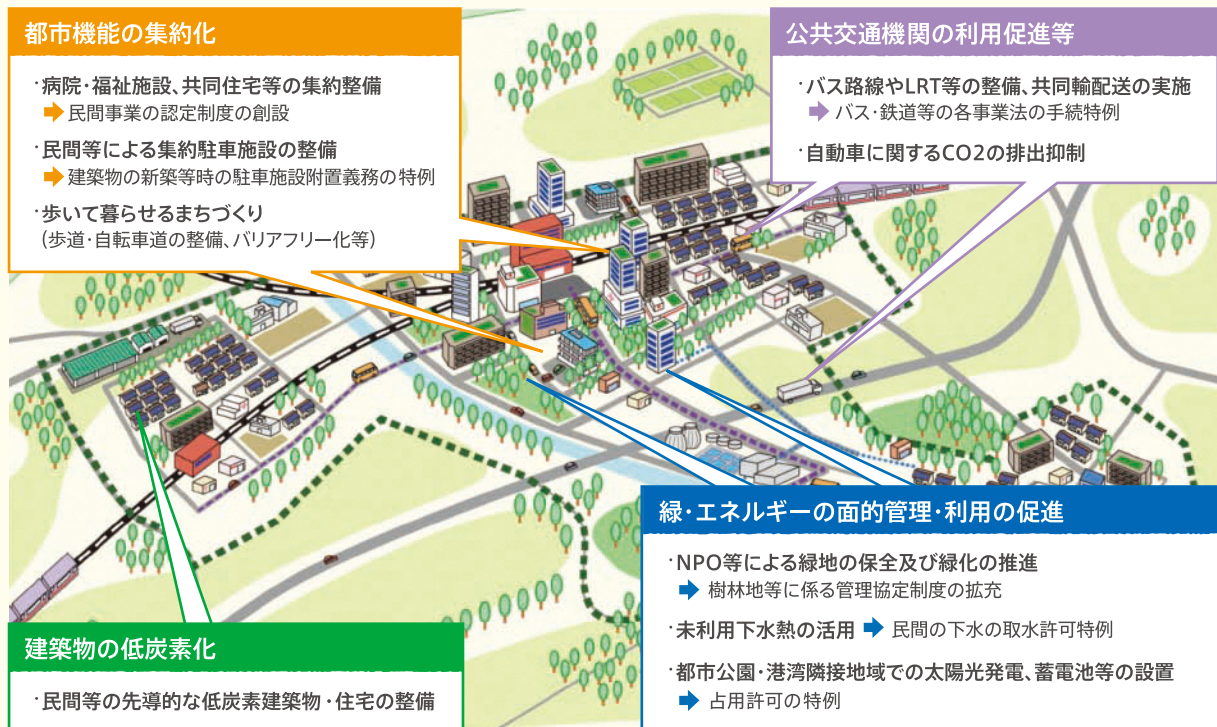 都市機能の集約化
・病院・福祉施設、共同住宅等の集約整備
➡ 民間事業の認定制度の創設
・民間等による集約駐車施設の整備
➡ 建築物の新築等時の駐車施設附置義務の特例
・歩いて暮らせるまちづくり
(歩道・自転車道の整備、バリアフリー化等)
公共交通機関の利用促進等
・バス路線やLRT等の整備、共同輸配送の実施
➡ バス・鉄道等の各事業法の手続特例
・自動車に関するCO2の排出抑制
緑・エネルギーの面的管理・利用の促進
・NPO等による緑地の保全及び緑化の推進
➡ 樹林地等に係る管理協定制度の拡充
・未利用下水熱の活用 ➡ 民間の下水の取水許可特例
・都市公園・港湾隣接地域での太陽光発電、蓄電池等の設置
➡ 占用許可の特例
建築物の低炭素化
・民間等の先導的な低炭素建築物・住宅の整備